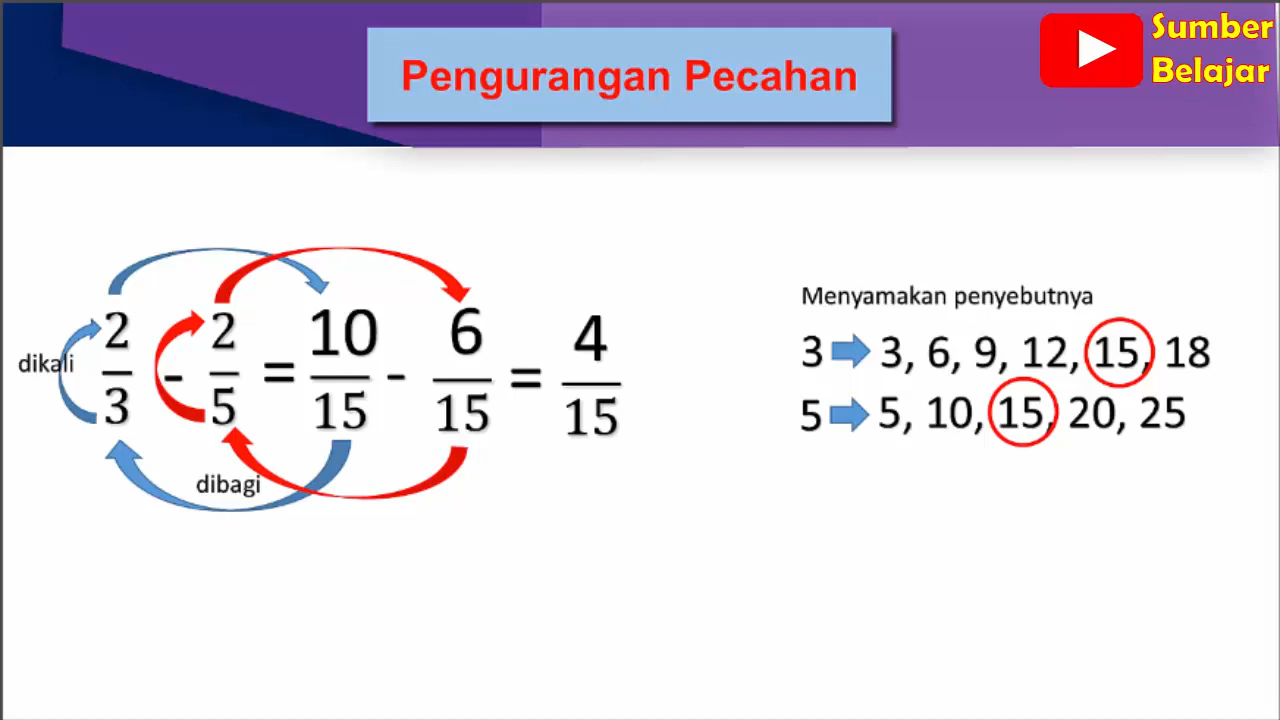 Pengurangan Pecahan
Sumber
Belajar
dikali
2/3 - 2/5 = 10/15 - 6/15 = 4/15
dibagi
Menyamakan penyebutnya
3 3, 6, 9, 12, 15, 18
5 5, 10, 15, 20, 25